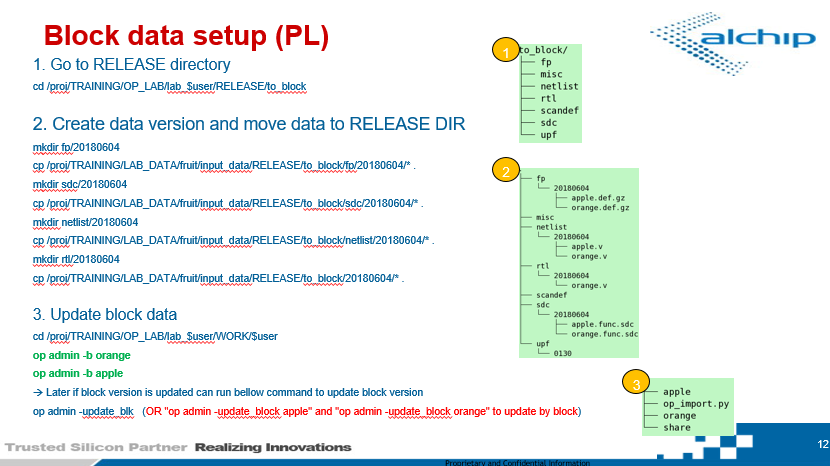 Block data setup (PL)
alchip
1. Go to RELEASE directory
cd /proj/TRAINING/OP_LAB/lab_$user/RELEASE/to_block
2. Create data version and move data to RELEASE DIR
mkdir fp/20180604
cp /proj/TRAINING/LAB_DATA/fruit/input_data/RELEASE/to_block/fp/20180604/* .
mkdir sdc/20180604
cp /proj/TRAINING/LAB_DATA/fruit/input_data/RELEASE/to_block/sdc/20180604/* .
mkdir netlist/20180604
cp /proj/TRAINING/LAB_DATA/fruit/input_data/RELEASE/to_block/netlist/20180604/* .
mkdir rtl/20180604
cp /proj/TRAINING/LAB_DATA/fruit/input_data/RELEASE/to_block/20180604/* .
3. Update block data
cd /proj/TRAINING/OP_LAB/lab_$user/WORK/$user
op admin -b orange
op admin -b apple
→ Later if block version is updated can run bellow command to update block version
op admin -update_blk (OR "op admin -update_block apple" and "op admin -update_block orange" to update by block)
1
to_block/
fp
misc
netlist
rtl
scandef
sdc
upf
2
fp
20180604
apple.def.gz
orange.def.gz
misc
netlist
20180604
apple.v
orange.v
rtl
20180604
orange.v
scandef
sdc
20180604
apple.func.sdc
orange.func.sdc
upf
0130
3
apple
op_import.py
orange
share
Trusted Silicon Partner Realizing Innovations
12
Proprietary and Confidential Information